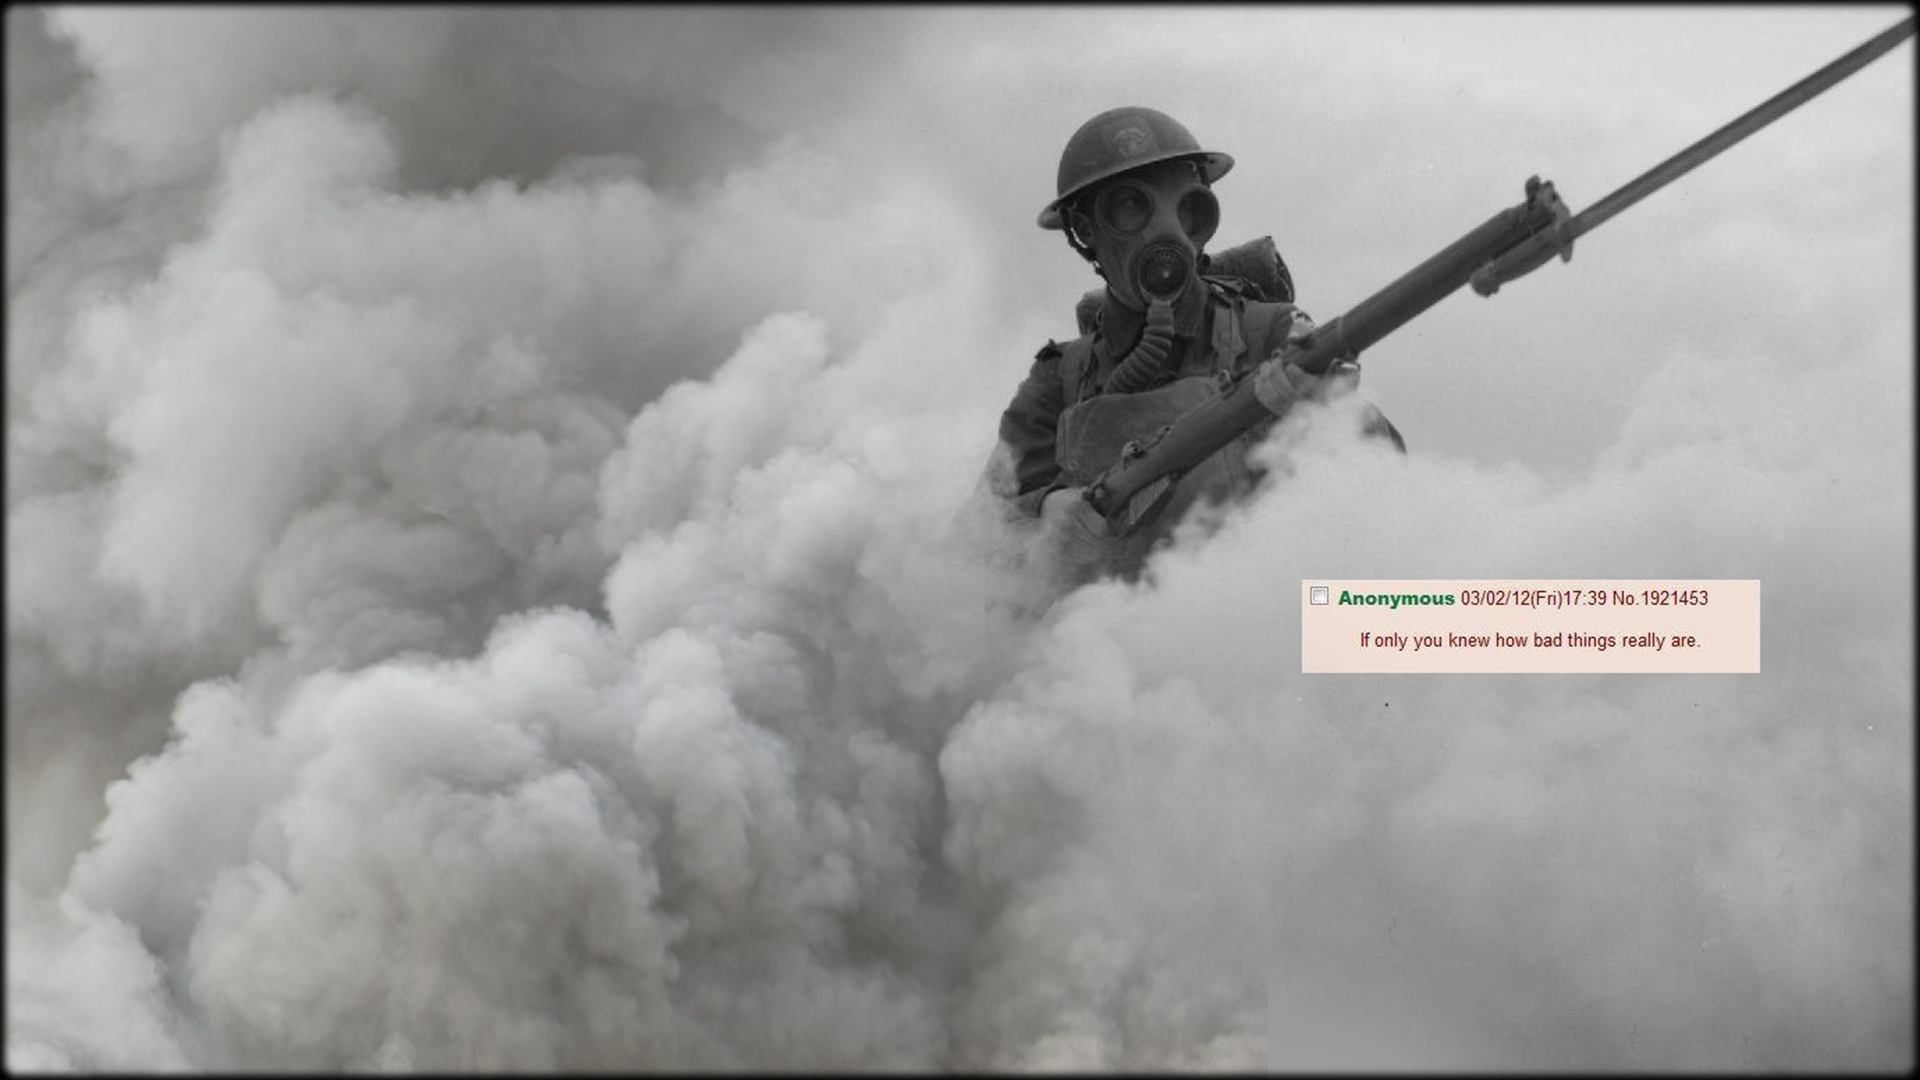 Anonymous 03/02/12(Fri)17:39 No.1921453
If only you knew how bad things really are.